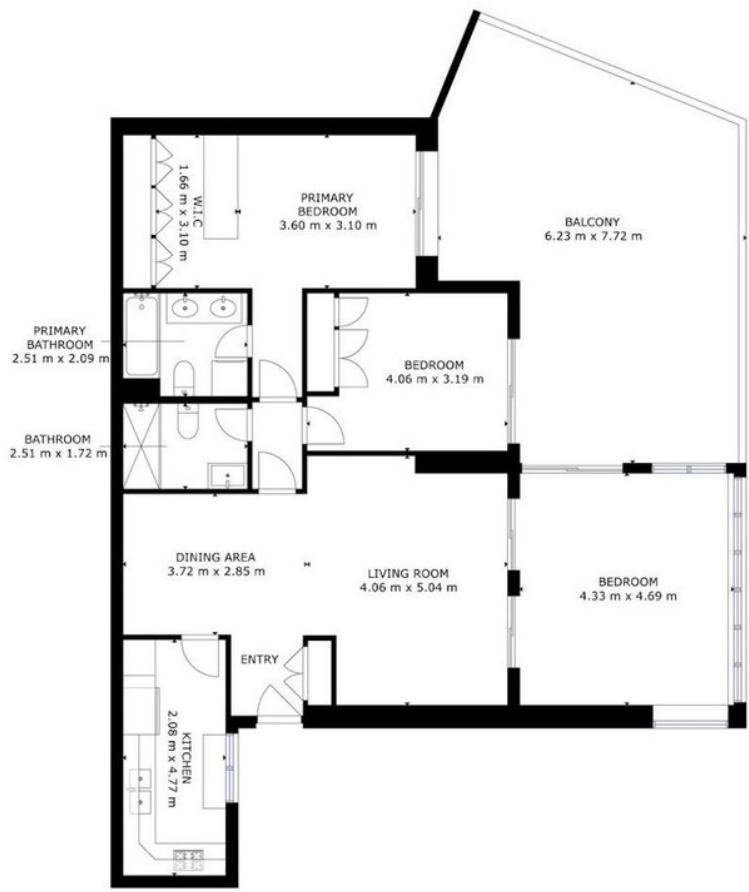 W.I.C
1.66 m x 3.10 m
PRIMARY
BEDROOM
3.60 m x 3.10 m
BALCONY
6.23 m x 7.72 m
PRIMARY
BATHROOM
2.51 m x 2.09 m
BEDROOM
4.06 m x 3.19 m
BATHROOM
2.51 m x 1.72 m
DINING AREA
3.72 m x 2.85 m
LIVING ROOM
4.06 m x 5.04 m
BEDROOM
4.33 m x 4.69 m
ENTRY
KITCHEN
2.08 m x 4.77 m